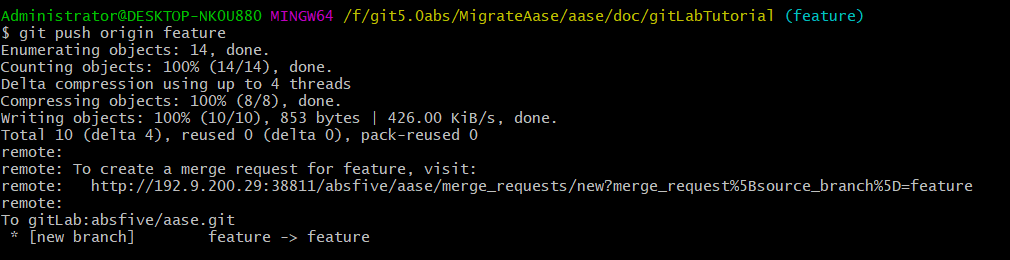 Administrator@DESKTOP-NKOU880 MINGW64 /f/git5.0abs/MigrateAase/aase/doc/gitLabTutorial (feature)
$ git push origin feature
Enumerating objects: 14, done.
Counting objects: 100% (14/14), done.
Delta compression using up to 4 threads
Compressing objects: 100% (8/8), done.
Writing objects: 100% (10/10), 853 bytes | 426.00 KiB/s, done.
Total 10 (delta 4), reused 0 (delta 0), pack-reused 0
remote:
remote: To create a merge request for feature, visit:
remote:   http://192.9.200.29:38811/absfive/aase/merge_requests/new?merge_request%5Bsource_branch%5D=feature
remote:
To gitLab:absfive/aase.git
 * [new branch]        feature -> feature